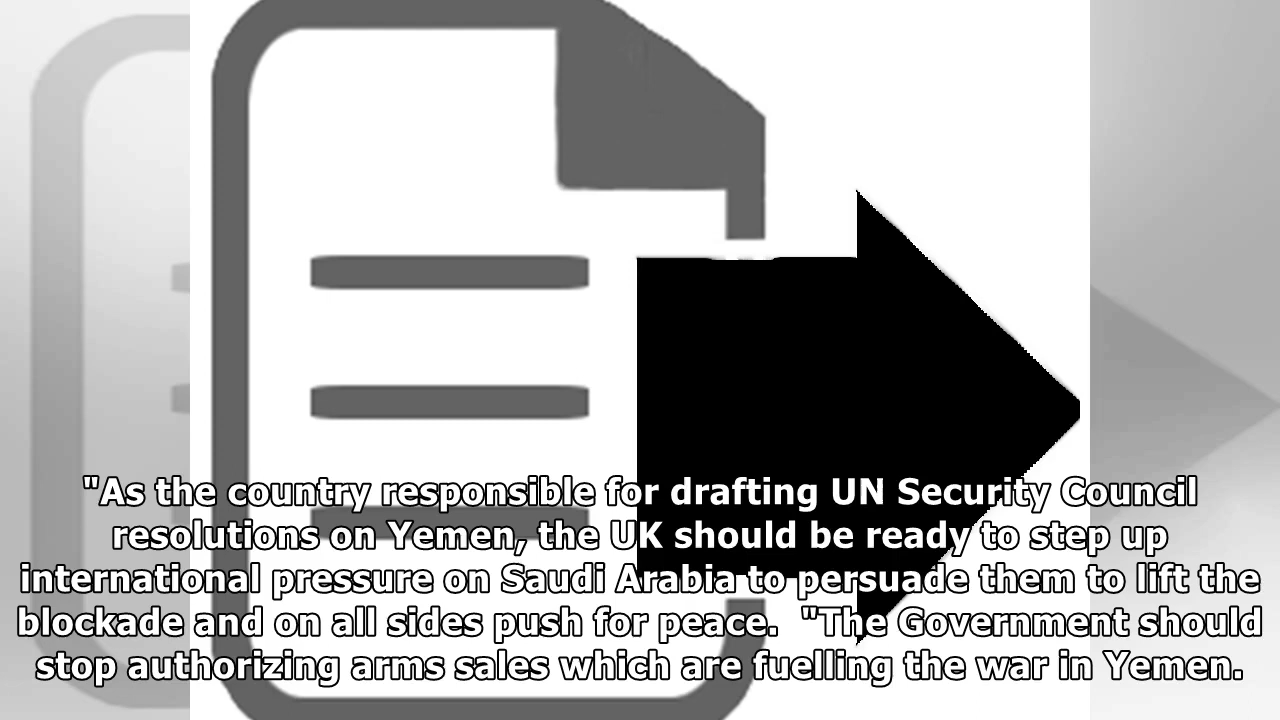 "As the country responsible for drafting UN Security Council
resolutions on Yemen, the UK should be ready to step up
international pressure on Saudi Arabia to persuade them to lift the
blockade and on all sides push for peace.  "The Government should
stop authorizing arms sales which are fuelling the war in Yemen.